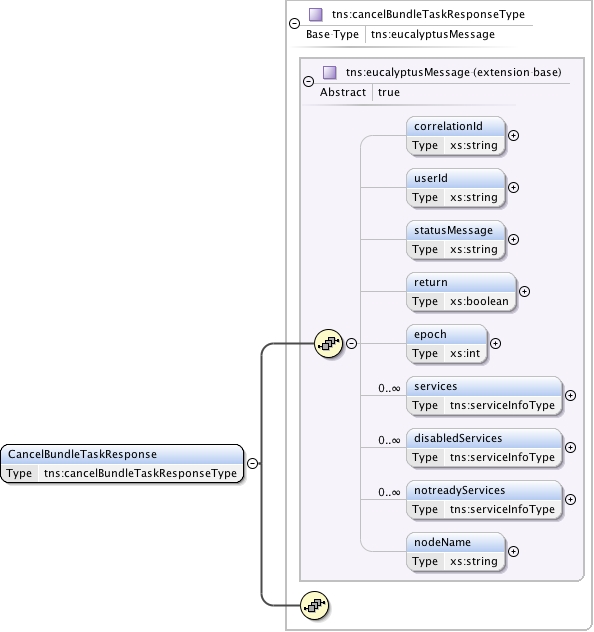 tns:cancelBundleTaskResponseType
Base Type tns:eucalyptusMessage
tns:eucalyptusMessage (extension base)
Abstract true
correlationId
Type xs:string
userId
Type xs:string
statusMessage
Type xs:string
return
Type xs:boolean
epoch
Type xs:int
0..∞ services
Type tns:serviceInfoType
0..∞ disabledServices
Type tns:serviceInfoType
0..∞ notreadyServices
Type tns:serviceInfoType
nodeName
Type xs:string
CancelBundleTaskResponse
Type tns:cancelBundleTaskResponseType